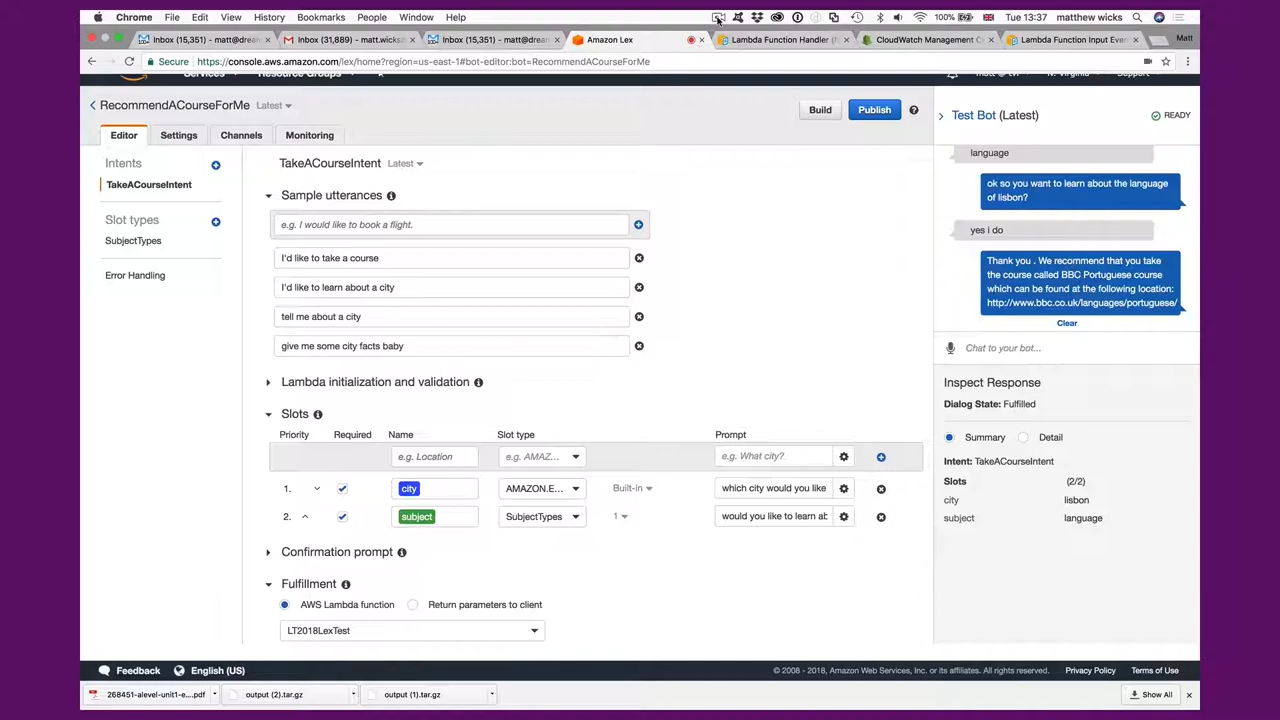 Chrome File Edit View History Bookmarks People Window Help 100% Tue 13:37 matthew wicks
Inbox (15,351) - matt@drea Inbox (31,889) - matt.wicks Inbox (15,351) - matt@drea Amazon Lex Lambda Function Handler ( CloudWatch Management C Lambda Function Input Eve Matt
Secure https://console.aws.amazon.com/lex/home?region=us-east-1#bot-editor:bot=RecommendACourseForMe
Services Resource Groups N. Virginia Support
RecommendACourseForMe Latest
Build Publish
Test Bot (Latest) READY
Editor Settings Channels Monitoring
Intents
TakeACourseIntent
Slot types
SubjectTypes
Error Handling
TakeACourseIntent Latest
Sample utterances
e.g. I would like to book a flight.
I'd like to take a course
I'd like to learn about a city
tell me about a city
give me some city facts baby
Lambda initialization and validation
Slots
Priority Required Name Slot type Prompt
e.g. Location e.g. AMAZ... e.g. What city?
1. city AMAZON.E... Built-in which city would you like
2. subject SubjectTypes 1 would you like to learn ab
Confirmation prompt
Fulfillment
AWS Lambda function Return parameters to client
LT2018LexTest
language
ok so you want to learn about the language
of lisbon?
yes i do
Thank you . We recommend that you take
the course called BBC Portuguese course
which can be found at the following location:
http://www.bbc.co.uk/languages/portuguese/
Clear
Chat to your bot...
Inspect Response
Dialog State: Fulfilled
Summary Detail
Intent: TakeACourseIntent
Slots (2/2)
city lisbon
subject language
Feedback English (US) © 2008 - 2018, Amazon Web Services, Inc. or its affiliates. All rights reserved. Privacy Policy Terms of Use
268451-alevel-unit1-e....pdf output (2).tar.gz output (1).tar.gz Show All